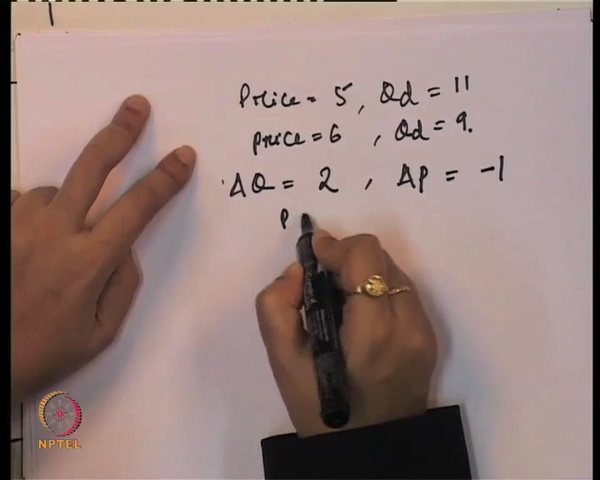 Price = 5, Qd = 11
price = 6, Qd = 9.
ΔQ = 2, ΔP = -1
P
NPTEL